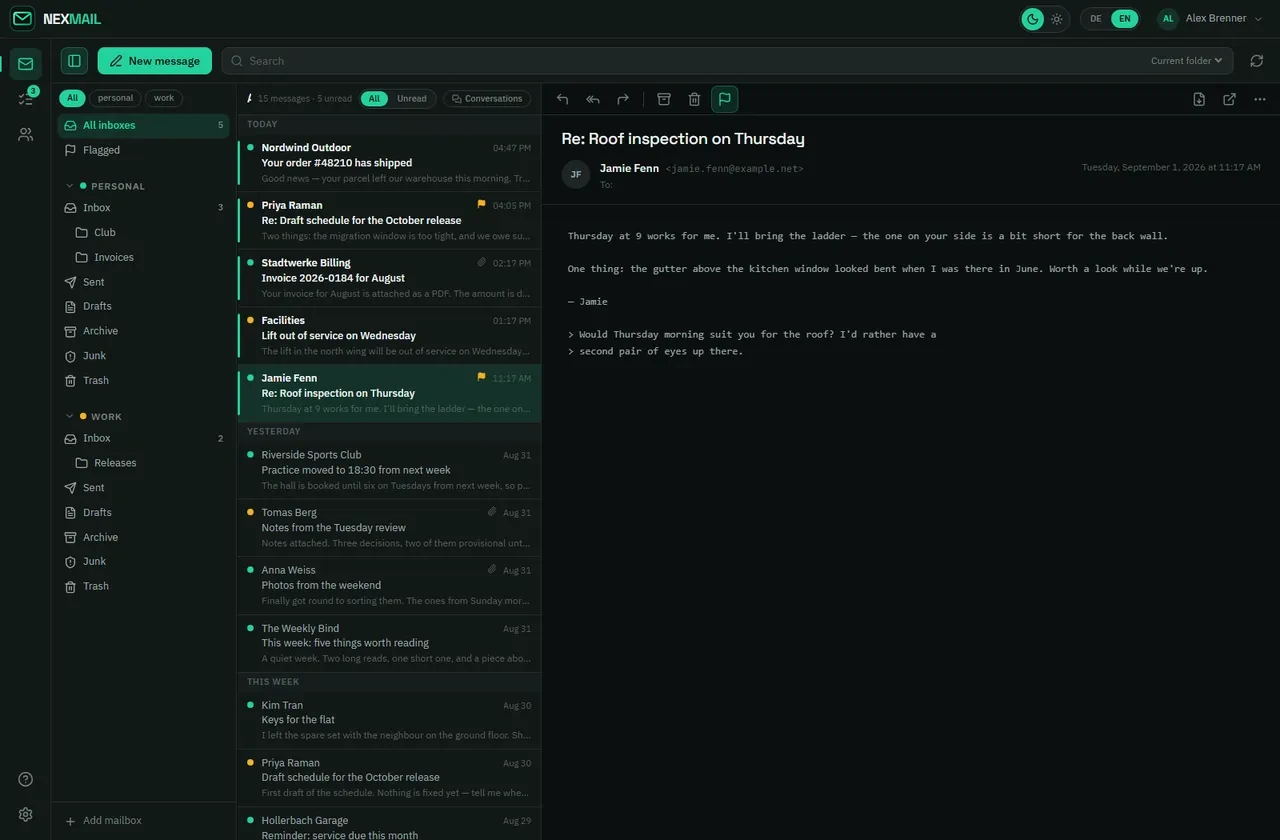 NEXMAIL
DE EN
AL Alex Brenner
New message
Search
Current folder
3
All personal work
All inboxes 5
Flagged
PERSONAL
Inbox 3
Club
Invoices
Sent
Drafts
Archive
Junk
Trash
WORK
Inbox 2
Releases
Sent
Drafts
Archive
Junk
Trash
Add mailbox
15 messages · 5 unread All Unread Conversations
TODAY
Nordwind Outdoor 04:47 PM
Your order #48210 has shipped
Good news — your parcel left our warehouse this morning. Tr...
Priya Raman 04:05 PM
Re: Draft schedule for the October release
Two things: the migration window is too tight, and we owe su...
Stadtwerke Billing 02:17 PM
Invoice 2026-0184 for August
Your invoice for August is attached as a PDF. The amount is d...
Facilities 01:17 PM
Lift out of service on Wednesday
The lift in the north wing will be out of service on Wednesday...
Jamie Fenn 11:17 AM
Re: Roof inspection on Thursday
Thursday at 9 works for me. I'll bring the ladder — the one on...
YESTERDAY
Riverside Sports Club Aug 31
Practice moved to 18:30 from next week
The hall is booked until six on Tuesdays from next week, so p...
Tomas Berg Aug 31
Notes from the Tuesday review
Notes attached. Three decisions, two of them provisional unt...
Anna Weiss Aug 31
Photos from the weekend
Finally got round to sorting them. The ones from Sunday mor...
The Weekly Bind Aug 31
This week: five things worth reading
A quiet week. Two long reads, one short one, and a piece abo...
THIS WEEK
Kim Tran Aug 30
Keys for the flat
I left the spare set with the neighbour on the ground floor. Sh...
Priya Raman Aug 30
Draft schedule for the October release
First draft of the schedule. Nothing is fixed yet — tell me whe...
Hollerbach Garage Aug 29
Reminder: service due this month
Re: Roof inspection on Thursday
JF
Jamie Fenn <jamie.fenn@example.net>
Tuesday, September 1, 2026 at 11:17 AM
To:
Thursday at 9 works for me. I'll bring the ladder — the one on your side is a bit short for the back wall.
One thing: the gutter above the kitchen window looked bent when I was there in June. Worth a look while we're up.
— Jamie
> Would Thursday morning suit you for the roof? I'd rather have a
> second pair of eyes up there.